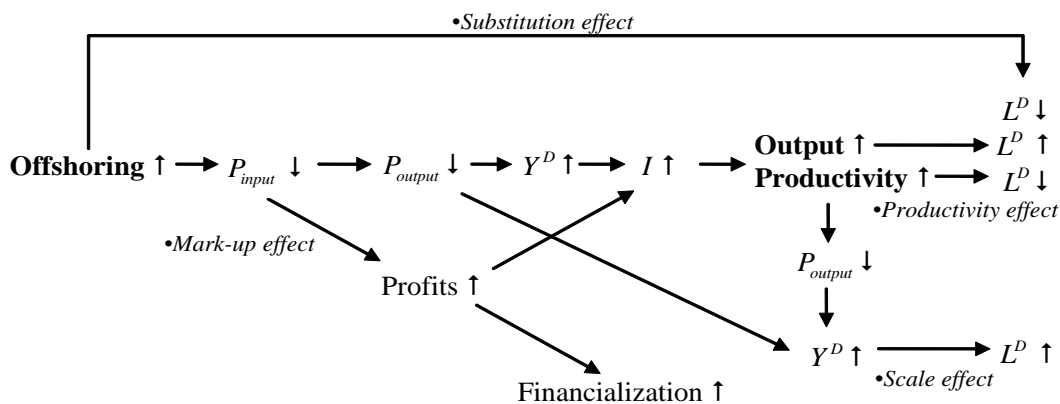 •Substitution effect
L^D ↓
Offshoring ↑ P_input ↓ P_output ↓ Y^D ↑ I ↑ Output ↑ L^D ↑
Productivity ↑ L^D ↓
•Productivity effect
•Mark-up effect
P_output ↓
Profits ↑
Y^D ↑ L^D ↑
•Scale effect
Financialization ↑